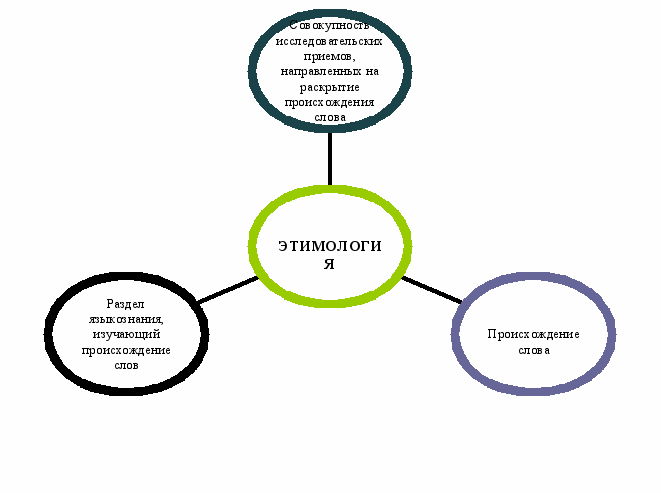 Совокупность
исследовательских
приемов,
направленных на
раскрытие
происхождения
слова
ЭТИМОЛОГИ
Я
Раздел
языкознания,
изучающий
происхождение
слов
Происхождение
слова